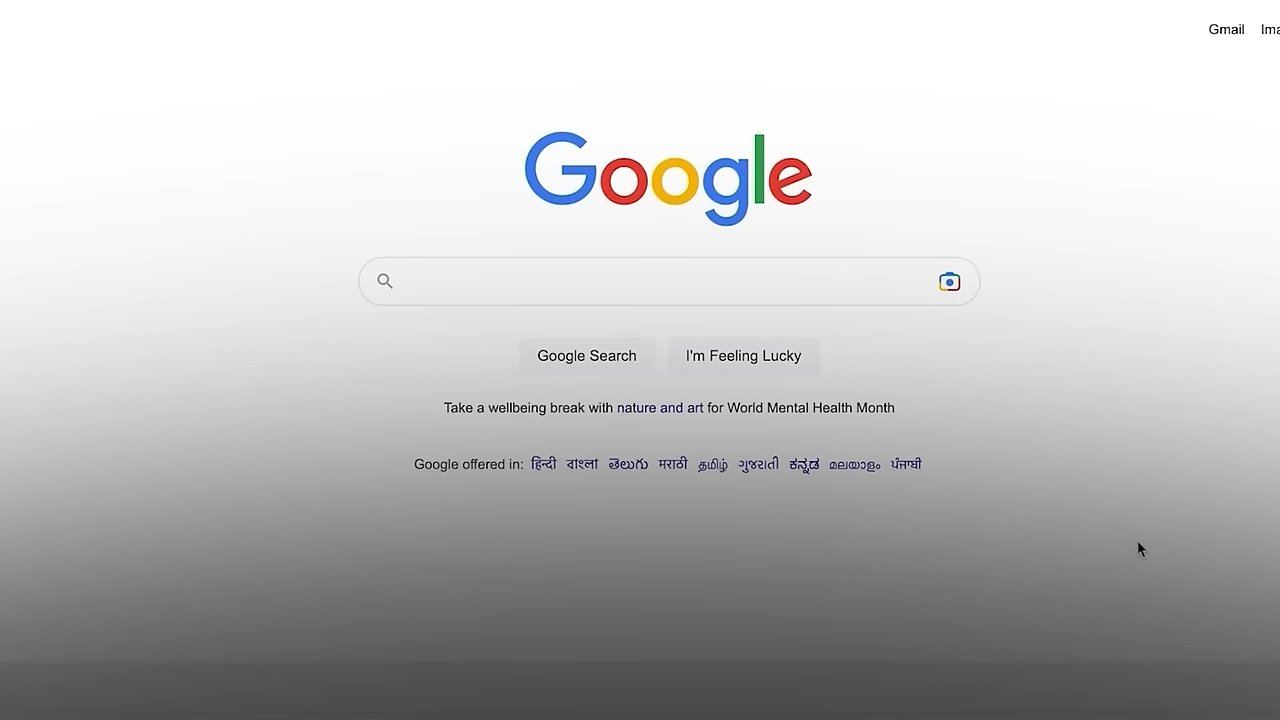 Gmail
Google
Google Search
I'm Feeling Lucky
Take a wellbeing break with nature and art for World Mental Health Month
Google offered in: हिन्दी বাংলা తెలుగు मराठी தமிழ் ગુજરાતી ಕನ್ನಡ മലയാളം ਪੰਜਾਬੀ